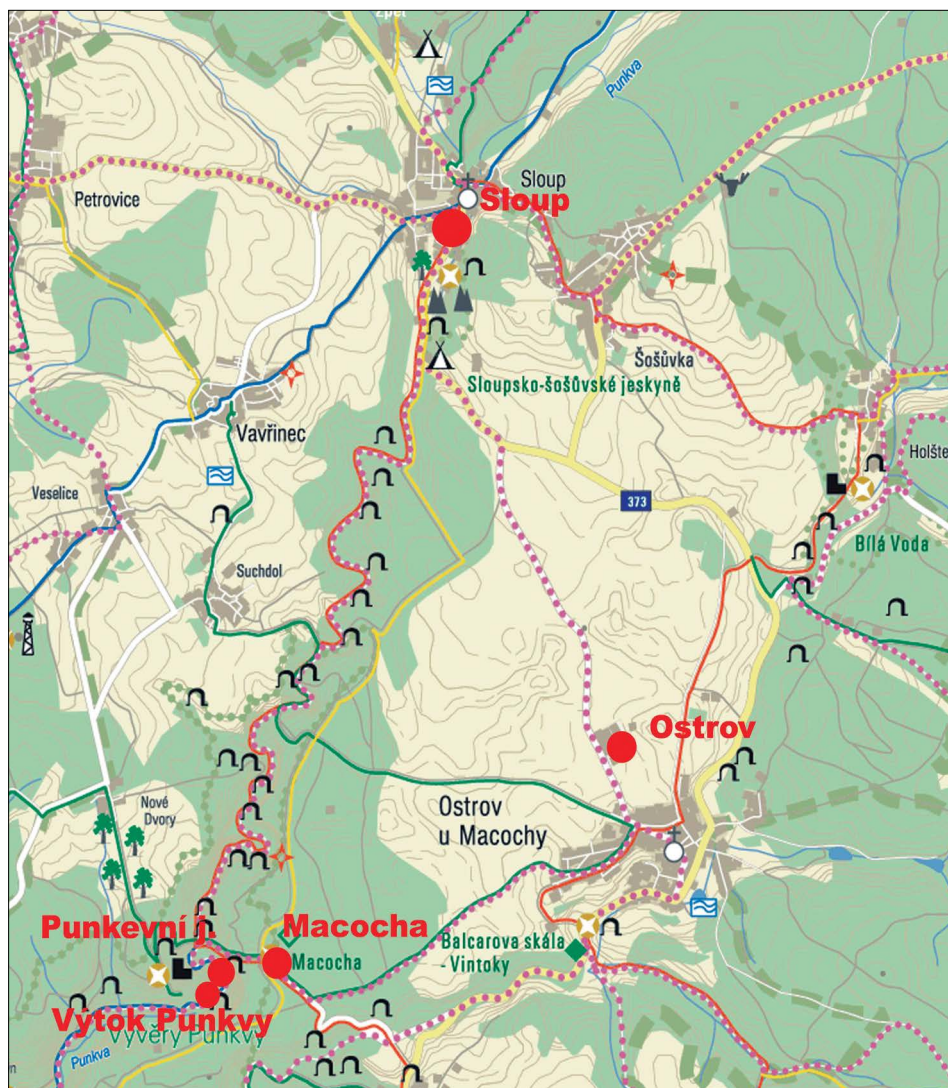 Punkva
Sloup
Sloup
Petrovice
Šošůvka
Sloupsko-šošůvské jeskyně
Vavřinec
Holšte
Veselice
373
Bílá Voda
Suchdol
Ostrov
Nové
Dvory
Ostrov
u Macochy
Punkevní j.
Macocha
Macocha
Balcarova skála
- Vintoky
Výtok Punkvy
Vývěry Punkvy
Punkva